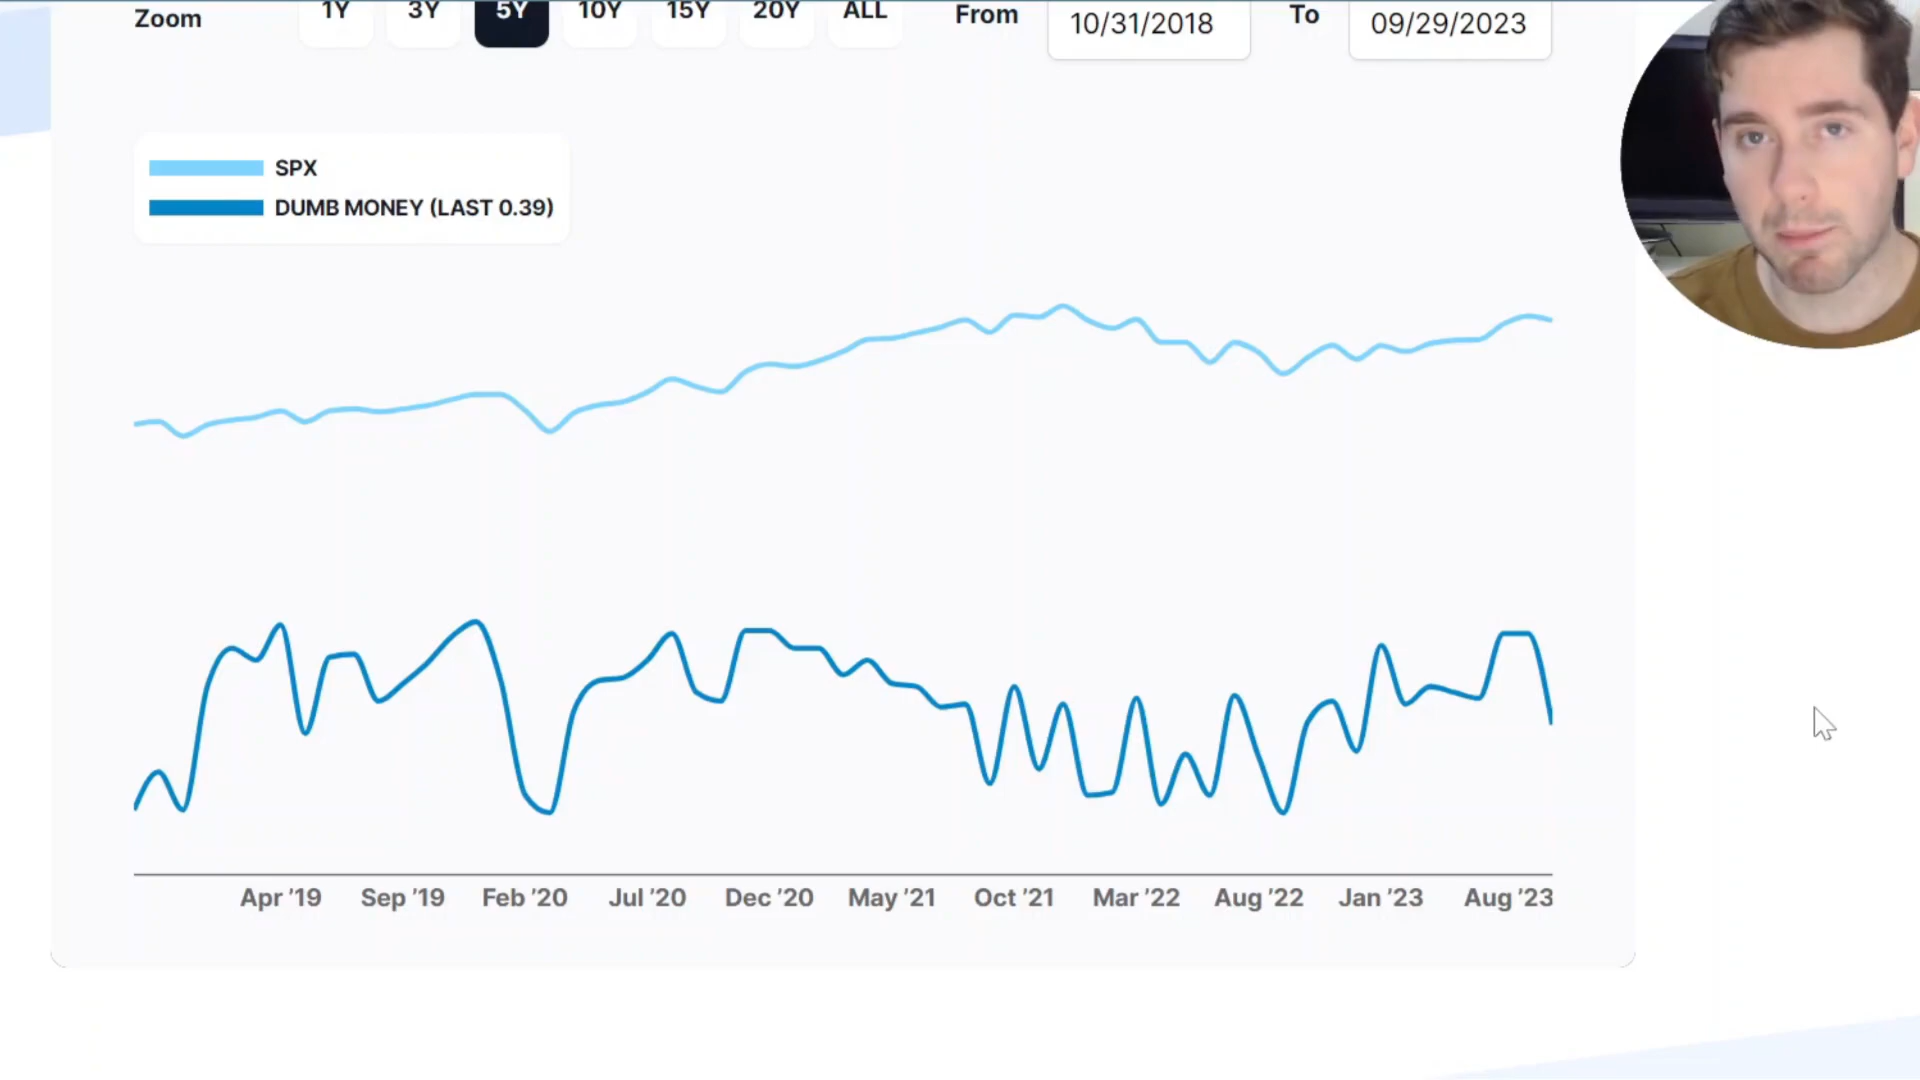 Zoom 1Y 3Y 5Y 10Y 15Y 20Y ALL From 10/31/2018 To 09/29/2023
SPX
DUMB MONEY (LAST 0.39)
Apr '19 Sep '19 Feb '20 Jul '20 Dec '20 May '21 Oct '21 Mar '22 Aug '22 Jan '23 Aug '23